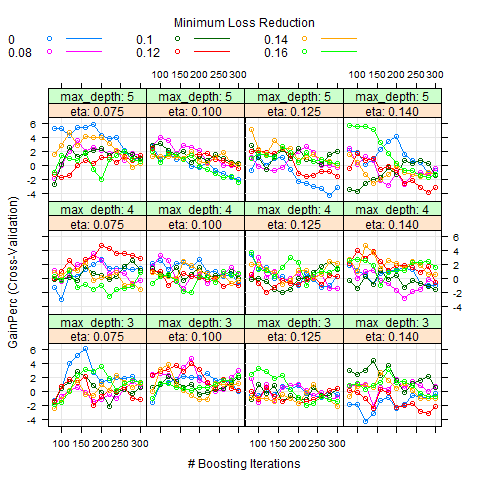 Minimum Loss Reduction
0 0.1 0.14
0.08 0.12 0.16
100 150 200 250 300 100 150 200 250 300
max_depth: 5 max_depth: 5 max_depth: 5 max_depth: 5
eta: 0.075 eta: 0.100 eta: 0.125 eta: 0.140
6
4
2
0
-2
-4
max_depth: 4 max_depth: 4 max_depth: 4 max_depth: 4
eta: 0.075 eta: 0.100 eta: 0.125 eta: 0.140
6
4
2
0
-2
-4
max_depth: 3 max_depth: 3 max_depth: 3 max_depth: 3
eta: 0.075 eta: 0.100 eta: 0.125 eta: 0.140
6
4
2
0
-2
-4
100 150 200 250 300 100 150 200 250 300
GainPerc (Cross-Validation)
# Boosting Iterations